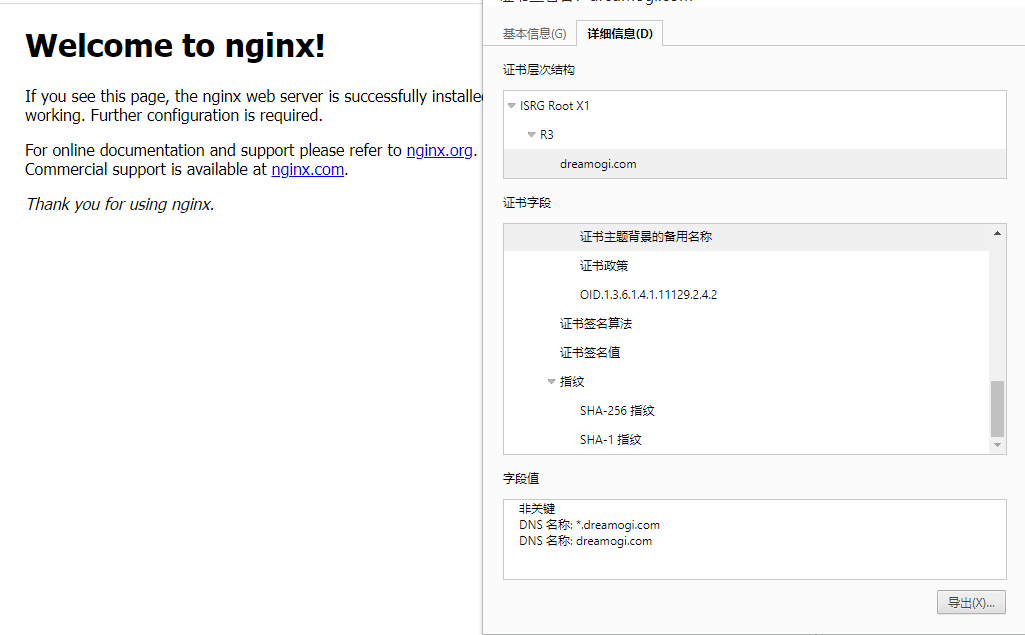 Welcome to nginx!
If you see this page, the nginx web server is successfully installe
working. Further configuration is required.
For online documentation and support please refer to nginx.org.
Commercial support is available at nginx.com.
Thank you for using nginx.
dreamogi.com
基本信息(G) 详细信息(D)
证书层次结构
ISRG Root X1
R3
dreamogi.com
证书字段
证书主题背景的备用名称
证书政策
OID.1.3.6.1.4.1.11129.2.4.2
证书签名算法
证书签名值
指纹
SHA-256 指纹
SHA-1 指纹
字段值
非关键
DNS 名称: *.dreamogi.com
DNS 名称: dreamogi.com
导出(X)...